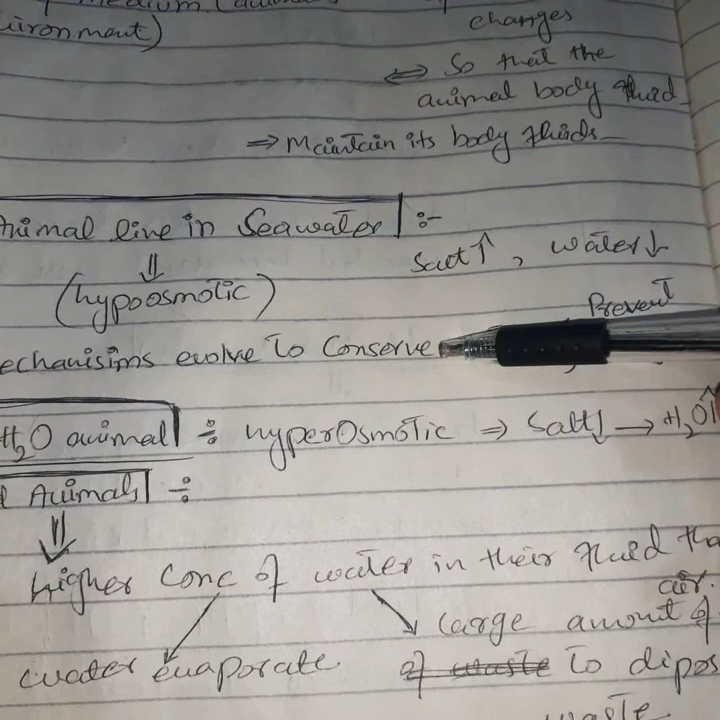 changes
ironment)
⇔ So that the
animal body fluid
⇒ Maintain its body fluids
Animal live in Seawater :-
Salt↑, water↓
⇓
(hypoosmotic)
Prevent
echanisims evolve to Conserve
H2O animal ÷ hyperosmotic ⇒ Salt↓ → H2O↑
Animals ÷
⇓
higher Conc of water in their fluid tha
air.
large amount of
water evaporate
of waste to dipos
waste